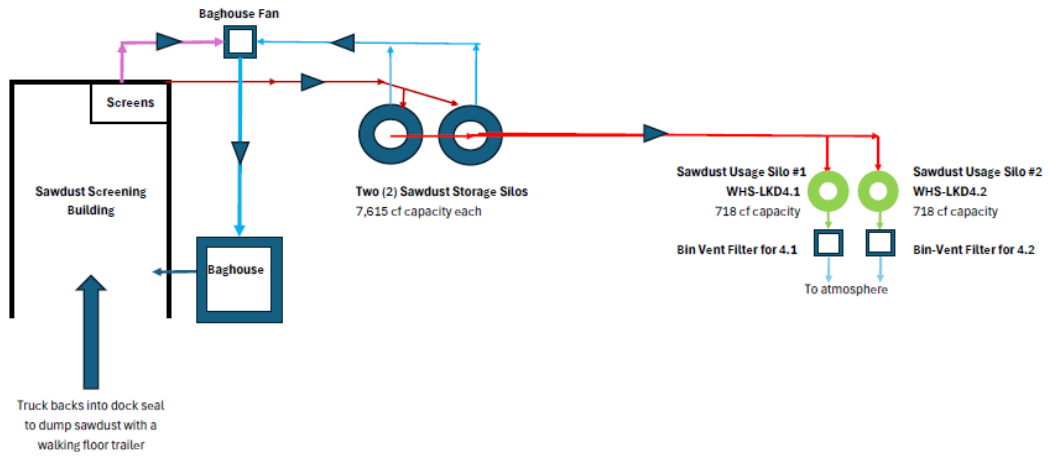 Baghouse Fan
Screens
Sawdust Screening
Building
Two (2) Sawdust Storage Silos
7,615 cf capacity each
Sawdust Usage Silo #1
WHS-LKD4.1
718 cf capacity
Sawdust Usage Silo #2
WHS-LKD4.2
718 cf capacity
Baghouse
Bin Vent Filter for 4.1
Bin-Vent Filter for 4.2
To atmosphere
Truck backs into dock seal
to dump sawdust with a
walking floor trailer